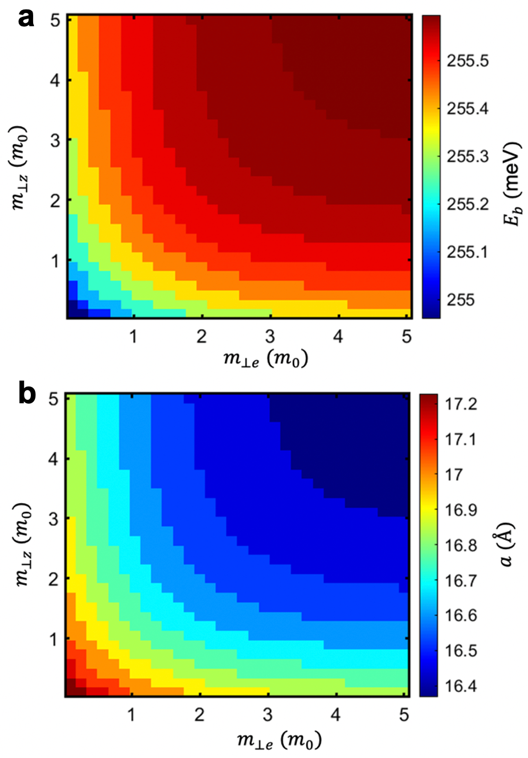 a
5
4
3
2
1
m⊥z (m0)
1 2 3 4 5
m⊥e (m0)
255.5
255.4
255.3
255.2
255.1
255
Eb (meV)
b
5
4
3
2
1
m⊥z (m0)
1 2 3 4 5
m⊥e (m0)
17.2
17.1
17
16.9
16.8
16.7
16.6
16.5
16.4
a (Å)